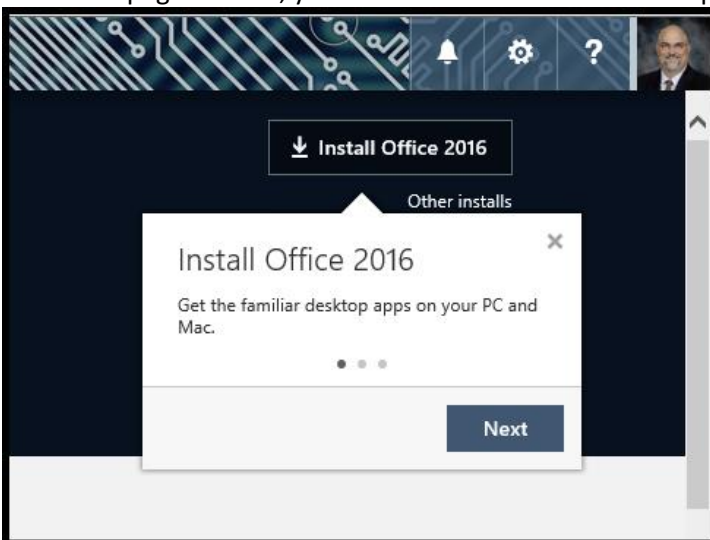 ?
Install Office 2016
Other installs
Install Office 2016
Get the familiar desktop apps on your PC and
Mac.
Next